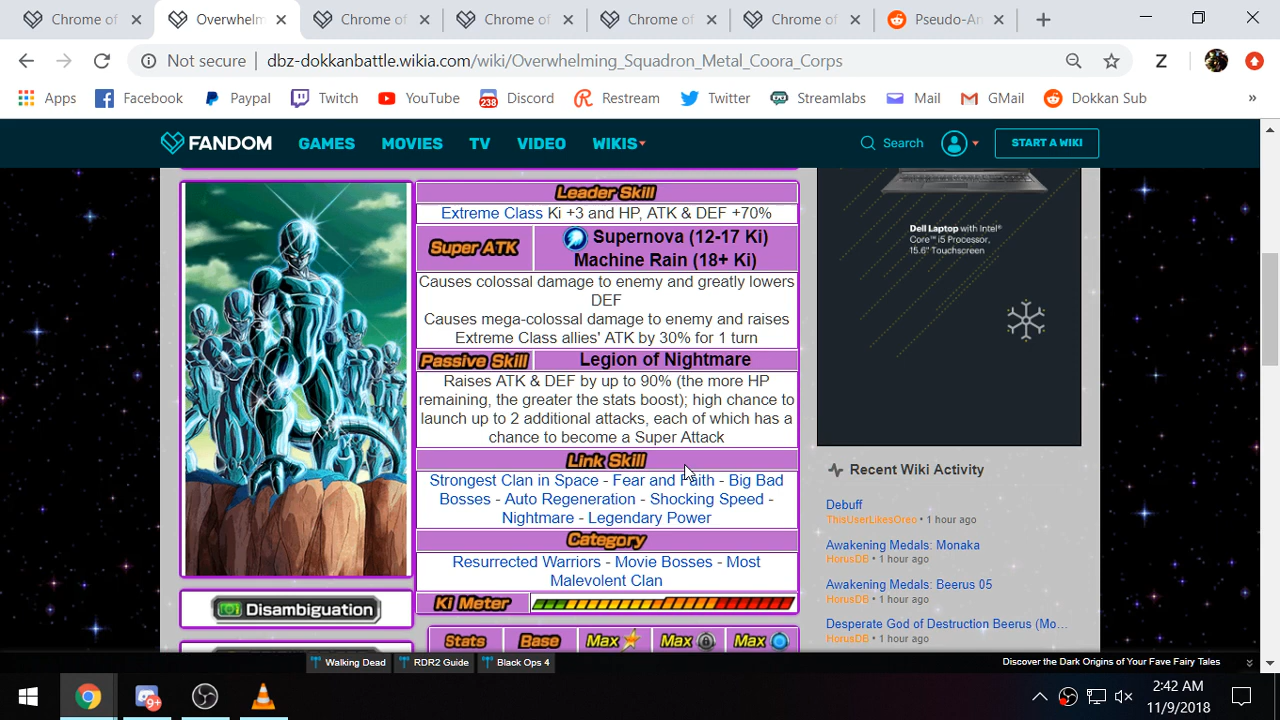 Chrome of
Overwhelm
Chrome of
Chrome of
Chrome of
Chrome of
Pseudo-An
Not secure
dbz-dokkanbattle.wikia.com/wiki/Overwhelming_Squadron_Metal_Coora_Corps
Z
Apps
Facebook
Paypal
Twitch
YouTube
238
Discord
Restream
Twitter
Streamlabs
Mail
GMail
Dokkan Sub
»
FANDOM
GAMES
MOVIES
TV
VIDEO
WIKIS
Search
START A WIKI
Leader Skill
Extreme Class Ki +3 and HP, ATK & DEF +70%
Super ATK
Supernova (12-17 Ki)
Machine Rain (18+ Ki)
Causes colossal damage to enemy and greatly lowers
DEF
Causes mega-colossal damage to enemy and raises
Extreme Class allies' ATK by 30% for 1 turn
Passive Skill
Legion of Nightmare
Raises ATK & DEF by up to 90% (the more HP
remaining, the greater the stats boost); high chance to
launch up to 2 additional attacks, each of which has a
chance to become a Super Attack
Link Skill
Strongest Clan in Space - Fear and Faith - Big Bad
Bosses - Auto Regeneration - Shocking Speed -
Nightmare - Legendary Power
Category
Resurrected Warriors - Movie Bosses - Most
Malevolent Clan
Ki Meter
Disambiguation
Stats
Base
Max
Max
Max
Dell Laptop with Intel®
Core™ i5 Processor,
15.6" Touchscreen
Recent Wiki Activity
Debuff
ThisUserLikesOreo • 1 hour ago
Awakening Medals: Monaka
HorusDB • 1 hour ago
Awakening Medals: Beerus 05
HorusDB • 1 hour ago
Desperate God of Destruction Beerus (Mo...
HorusDB • 1 hour ago
Walking Dead
RDR2 Guide
Black Ops 4
Discover the Dark Origins of Your Fave Fairy Tales
9+
2:42 AM
11/9/2018